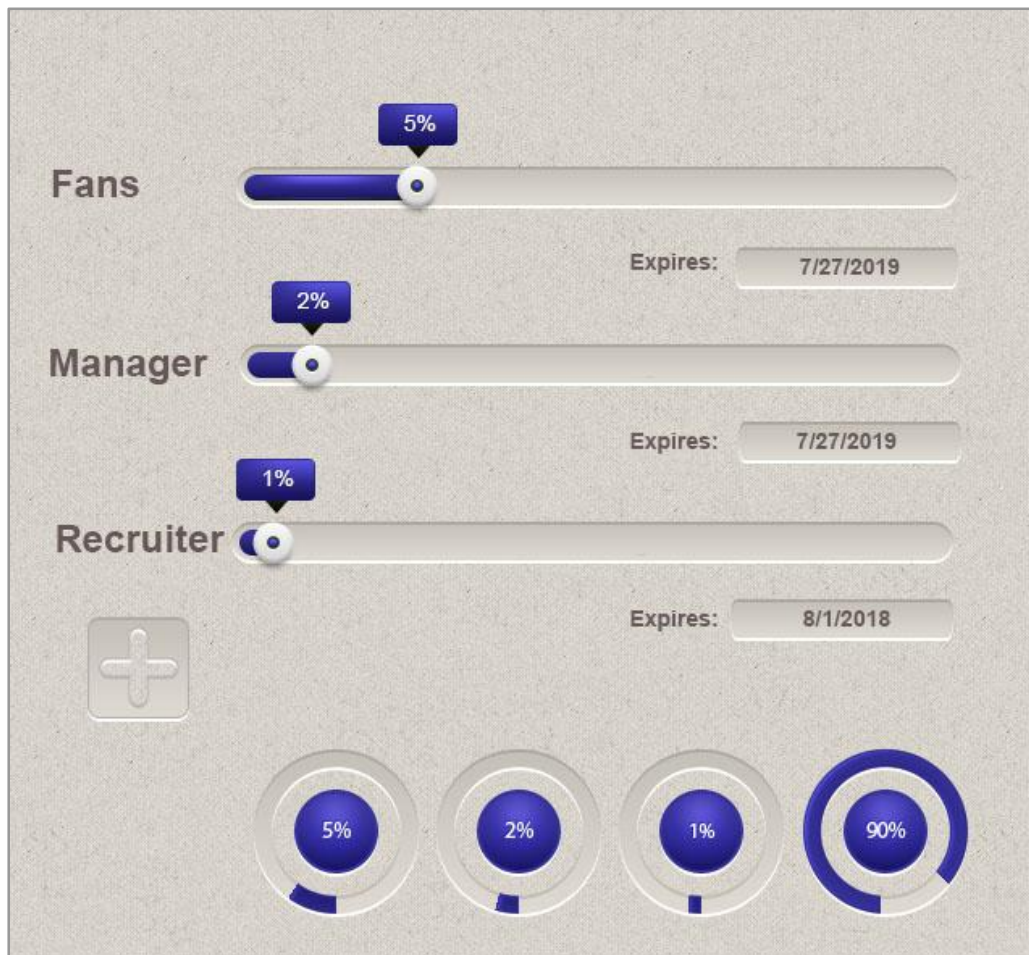 5%
Fans
Expires: 7/27/2019
2%
Manager
Expires: 7/27/2019
1%
Recruiter
Expires: 8/1/2018
5% 2% 1% 90%